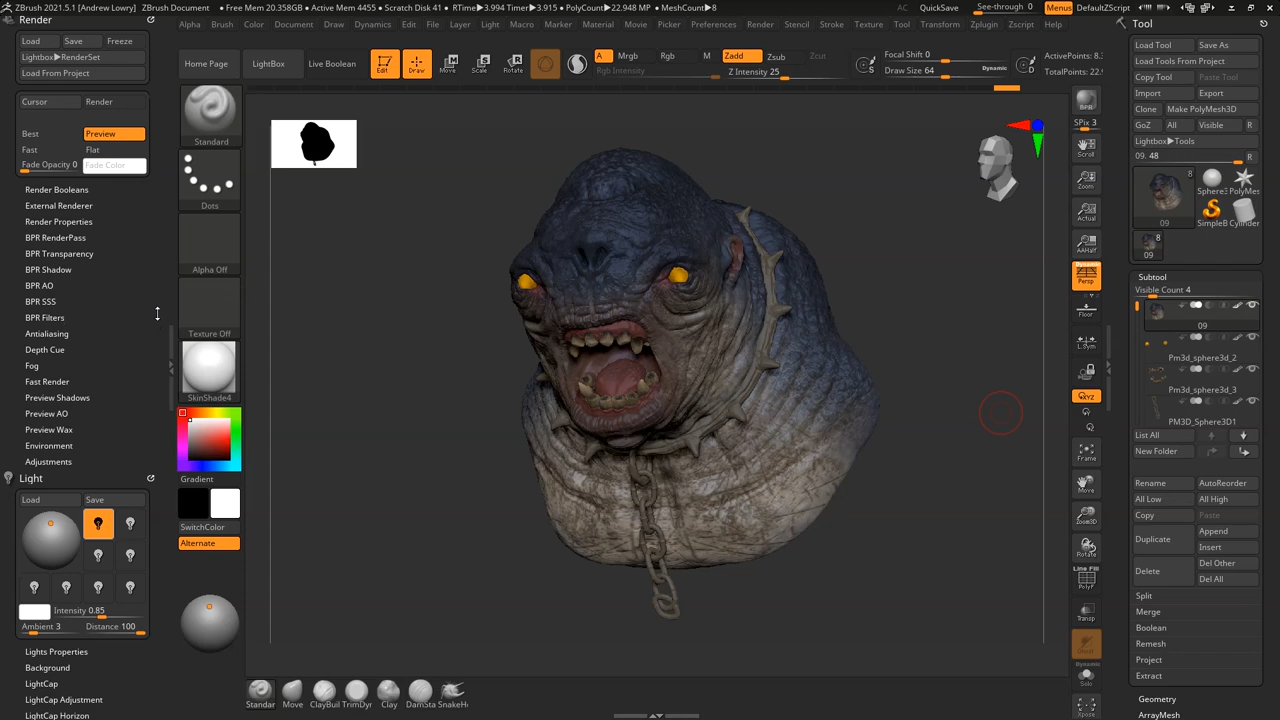 ZBrush 2021.5.1 [Andrew Lowry]
• Free Mem 20.358GB • Active Mem 4455 • Scratch Disk 41 • RTime▶3.994 Timer▶3.915 • PolyCount▶22.948 MP • MeshCount▶8
AC
QuickSave
See-through 0
Menus
DefaultZScript
Render
Alpha Brush Color Document Draw Dynamics Edit File Layer Light Macro Marker Material Movie Picker Preferences Render Stencil Stroke Texture Tool Transform Zplugin Zscript Help
Tool
Load Save Freeze
Lightbox▶RenderSet
Load From Project
Cursor Render
Best Preview
Fast Flat
Fade Opacity 0 Fade Color
Render Booleans
External Renderer
Render Properties
BPR RenderPass
BPR Transparency
BPR Shadow
BPR AO
BPR SSS
BPR Filters
Antialiasing
Depth Cue
Fog
Fast Render
Preview Shadows
Preview AO
Preview Wax
Environment
Adjustments
Light
Load Save
Intensity 0.85
Ambient 3 Distance 100
Lights Properties
Background
LightCap
LightCap Adjustment
LightCap Horizon
Home Page LightBox Live Boolean
Edit Draw Move Scale Rotate
A Mrgb Rgb M
Rgb Intensity
Zadd Zsub Zcut
Z Intensity 25
S
Focal Shift 0
Draw Size 64 Dynamic
D
ActivePoints: 8.
TotalPoints: 22.
Standard
Dots
Alpha Off
Texture Off
SkinShade4
Gradient
SwitchColor
Alternate
Standar Move ClayBuil TrimDyr Clay DamSta SnakeH
BPR
SPix 3
Scroll
Zoom
Actual
AAHalf
Dynamic
Persp
Floor
L.Sym
XYZ
Frame
Move
Zoom3D
Rotate
Line Fill
PolyF
Transp
Ghost
Dynamic
Solo
Xpose
Load Tool Save As
Load Tools From Project
Copy Tool Paste Tool
Import Export
Clone Make PolyMesh3D
GoZ All Visible R
Lightbox▶Tools
09. 48 R
8
Sphere3 PolyMes
09
SimpleB Cylinder
8
09
Subtool
Visible Count 4
09
Pm3d_sphere3d_2
Pm3d_sphere3d_3
PM3D_Sphere3D1
List All
New Folder
Rename AutoReorder
All Low All High
Copy Paste
Duplicate
Append
Insert
Delete
Del Other
Del All
Split
Merge
Boolean
Remesh
Project
Extract
Geometry
ArrayMesh